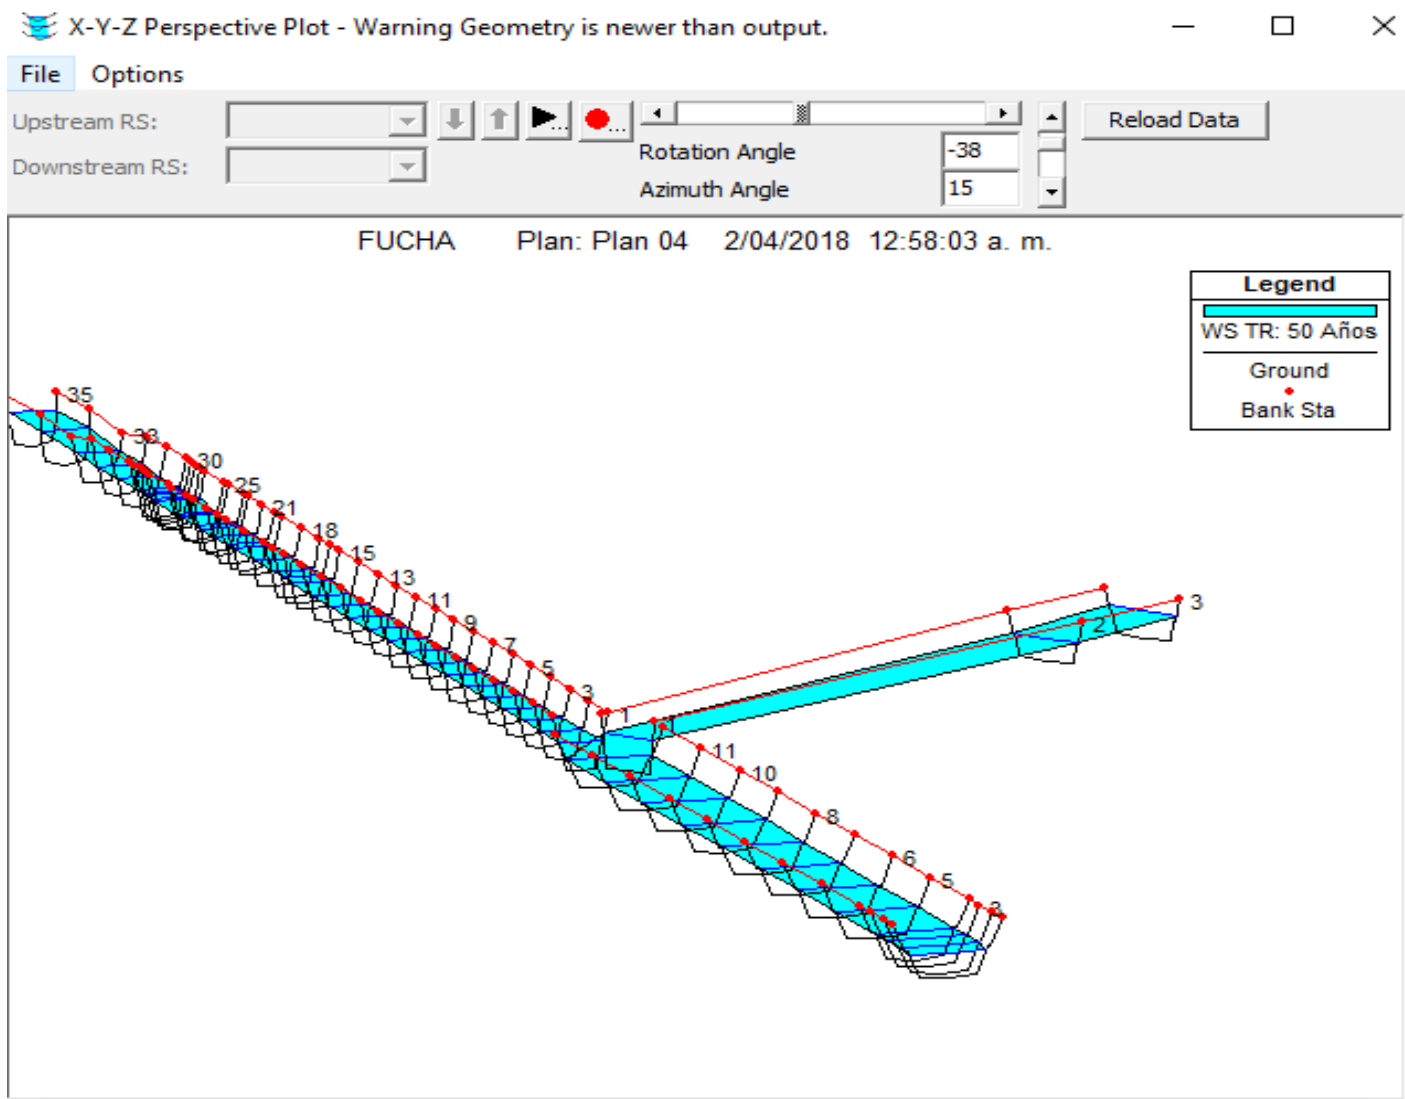 X-Y-Z Perspective Plot - Warning Geometry is newer than output.
File Options
Upstream RS:
Downstream RS:
Rotation Angle -38
Azimuth Angle 15
Reload Data
FUCHA Plan: Plan 04 2/04/2018 12:58:03 a. m.
Legend
WS TR: 50 Años
Ground
Bank Sta
35
33
30
25
21
18
15
13
11
9
7
5
3
1
3
2
11
10
8
6
5